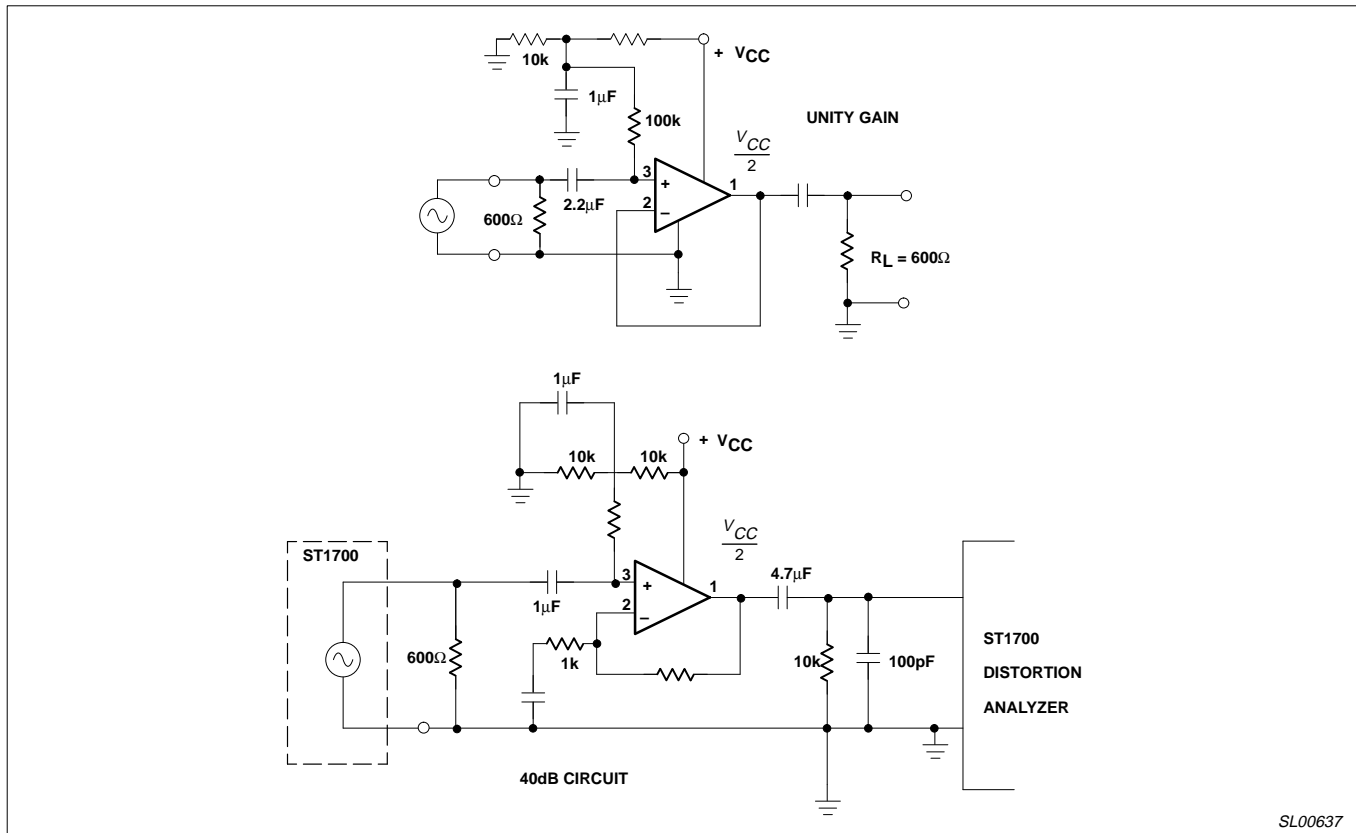 + VCC
10k
1µF
100k
UNITY GAIN
VCC
2
3
+
1
2.2µF
2
–
600Ω
RL = 600Ω
1µF
+ VCC
10k
10k
VCC
2
ST1700
3
+
1
4.7µF
1µF
2
–
600Ω
1k
10k
100pF
ST1700
DISTORTION
ANALYZER
40dB CIRCUIT
SL00637